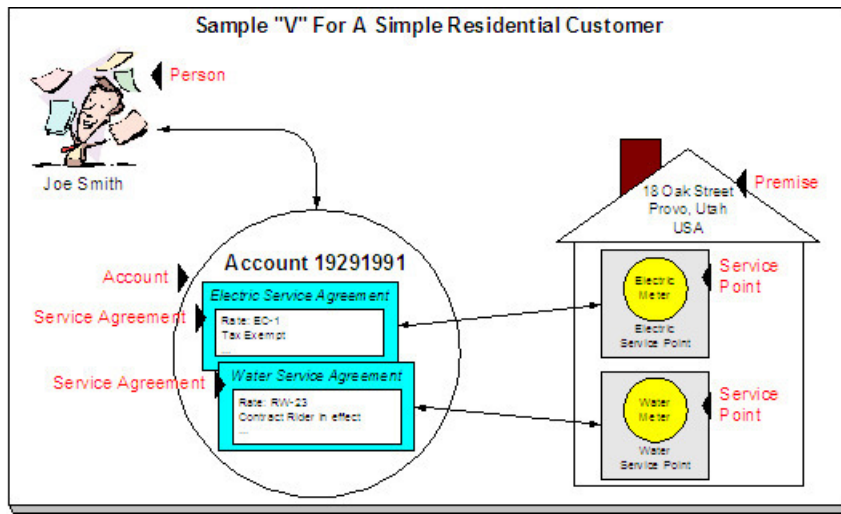 Sample "V" For A Simple Residential Customer
Person
Joe Smith
18 Oak Street
Provo, Utah
USA
Premise
Account 19291991
Account
Electric Service Agreement
Service Agreement
Rate: EC-1
Tax Exempt
...
Water Service Agreement
Service Agreement
Rate: RW-23
Contract Rider in effect
...
Electric
Meter
Electric
Service Point
Service
Point
Water
Meter
Water
Service Point
Service
Point